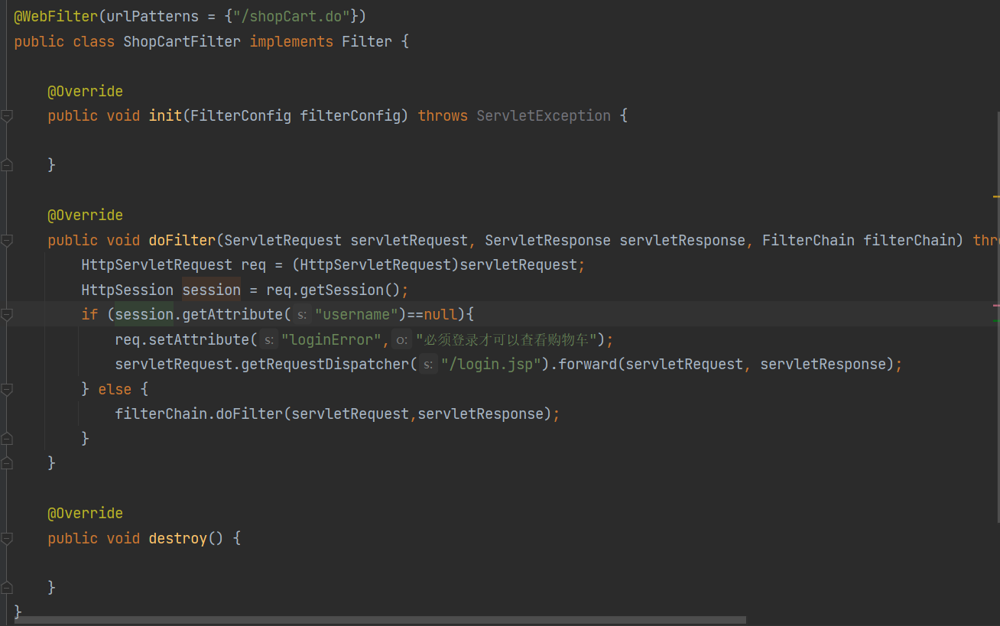 @WebFilter(urlPatterns = {"/shopCart.do"})
public class ShopCartFilter implements Filter {
@Override
public void init(FilterConfig filterConfig) throws ServletException {
}
@Override
public void doFilter(ServletRequest servletRequest, ServletResponse servletResponse, FilterChain filterChain) thr
HttpServletRequest req = (HttpServletRequest)servletRequest;
HttpSession session = req.getSession();
if (session.getAttribute( s: "username")==null){
req.setAttribute( s: "loginError", o: "必须登录才可以查看购物车");
servletRequest.getRequestDispatcher( s: "/login.jsp").forward(servletRequest, servletResponse);
} else {
filterChain.doFilter(servletRequest,servletResponse);
}
}
@Override
public void destroy() {
}
}